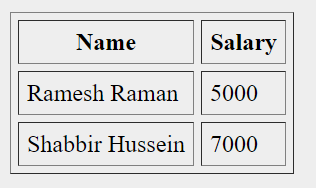 Name Salary
Ramesh Raman 5000
Shabbir Hussein 7000